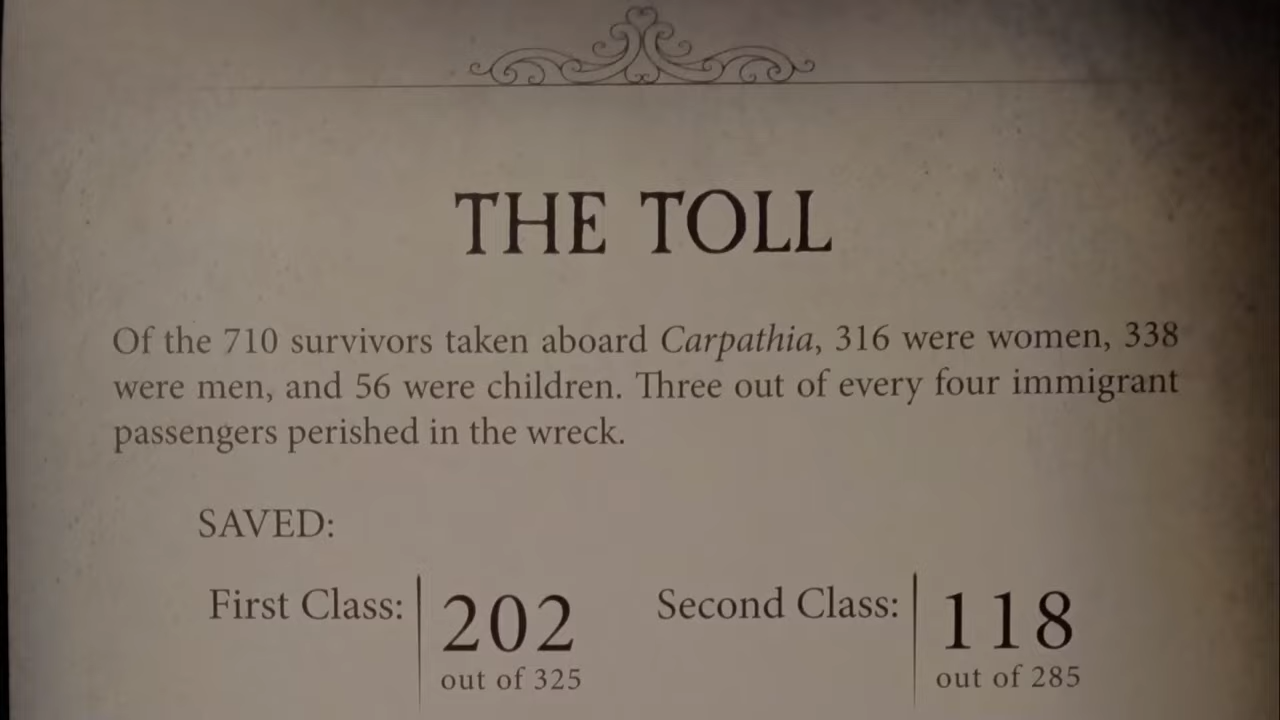 THE TOLL
Of the 710 survivors taken aboard Carpathia, 316 were women, 338
were men, and 56 were children. Three out of every four immigrant
passengers perished in the wreck.
SAVED:
First Class: 202 out of 325
Second Class: 118 out of 285